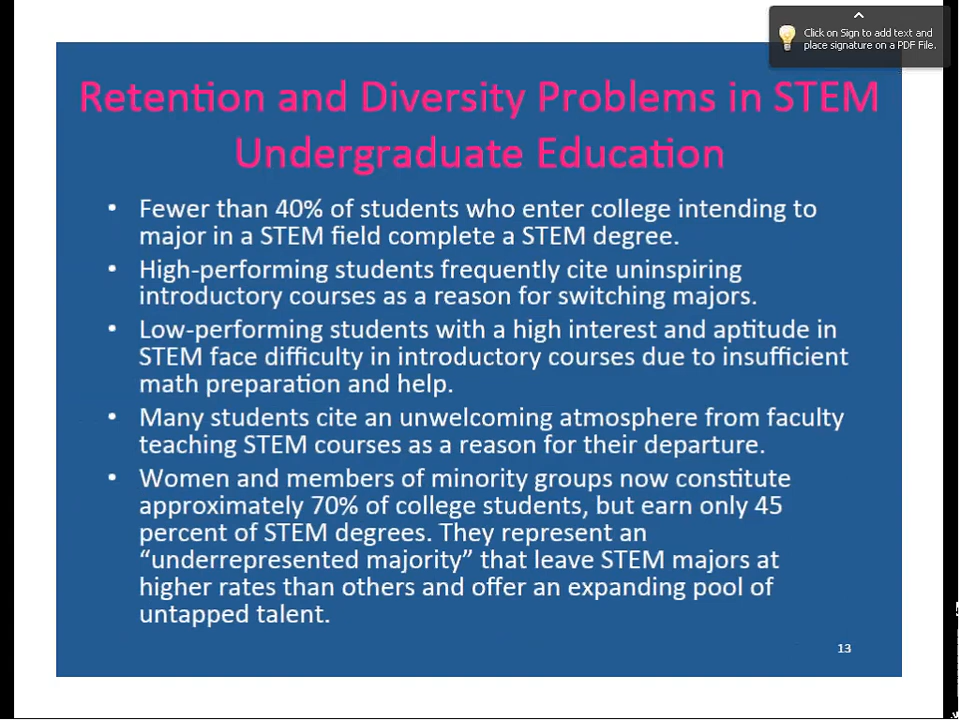 Click on Sign to add text and
place signature on a PDF File.
Retention and Diversity Problems in STEM
Undergraduate Education
• Fewer than 40% of students who enter college intending to
major in a STEM field complete a STEM degree.
• High-performing students frequently cite uninspiring
introductory courses as a reason for switching majors.
• Low-performing students with a high interest and aptitude in
STEM face difficulty in introductory courses due to insufficient
math preparation and help.
• Many students cite an unwelcoming atmosphere from faculty
teaching STEM courses as a reason for their departure.
• Women and members of minority groups now constitute
approximately 70% of college students, but earn only 45
percent of STEM degrees. They represent an
“underrepresented majority” that leave STEM majors at
higher rates than others and offer an expanding pool of
untapped talent.
13